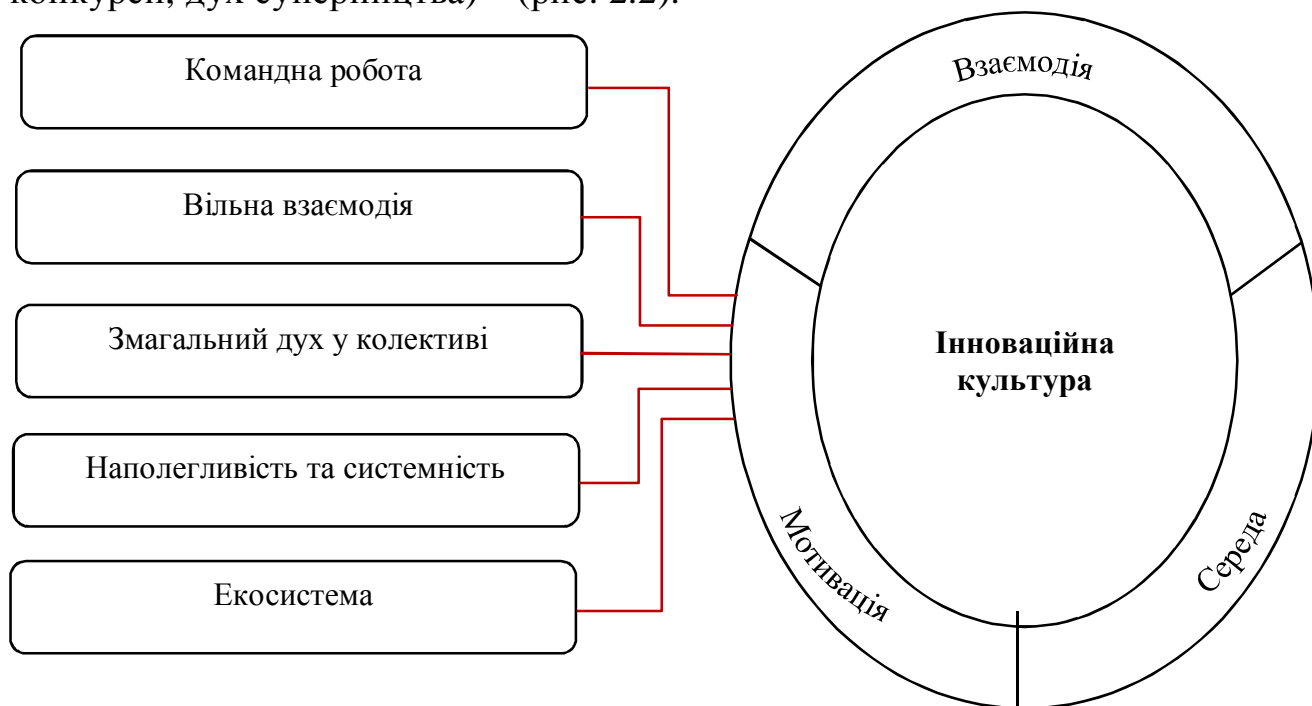 конкурен, дух суперництва) – (рис. 2.2).
Командна робота
Вільна взаємодія
Змагальний дух у колективі
Наполегливість та системність
Екосистема
Взаємодія
Інноваційна
культура
Мотивація
Середа